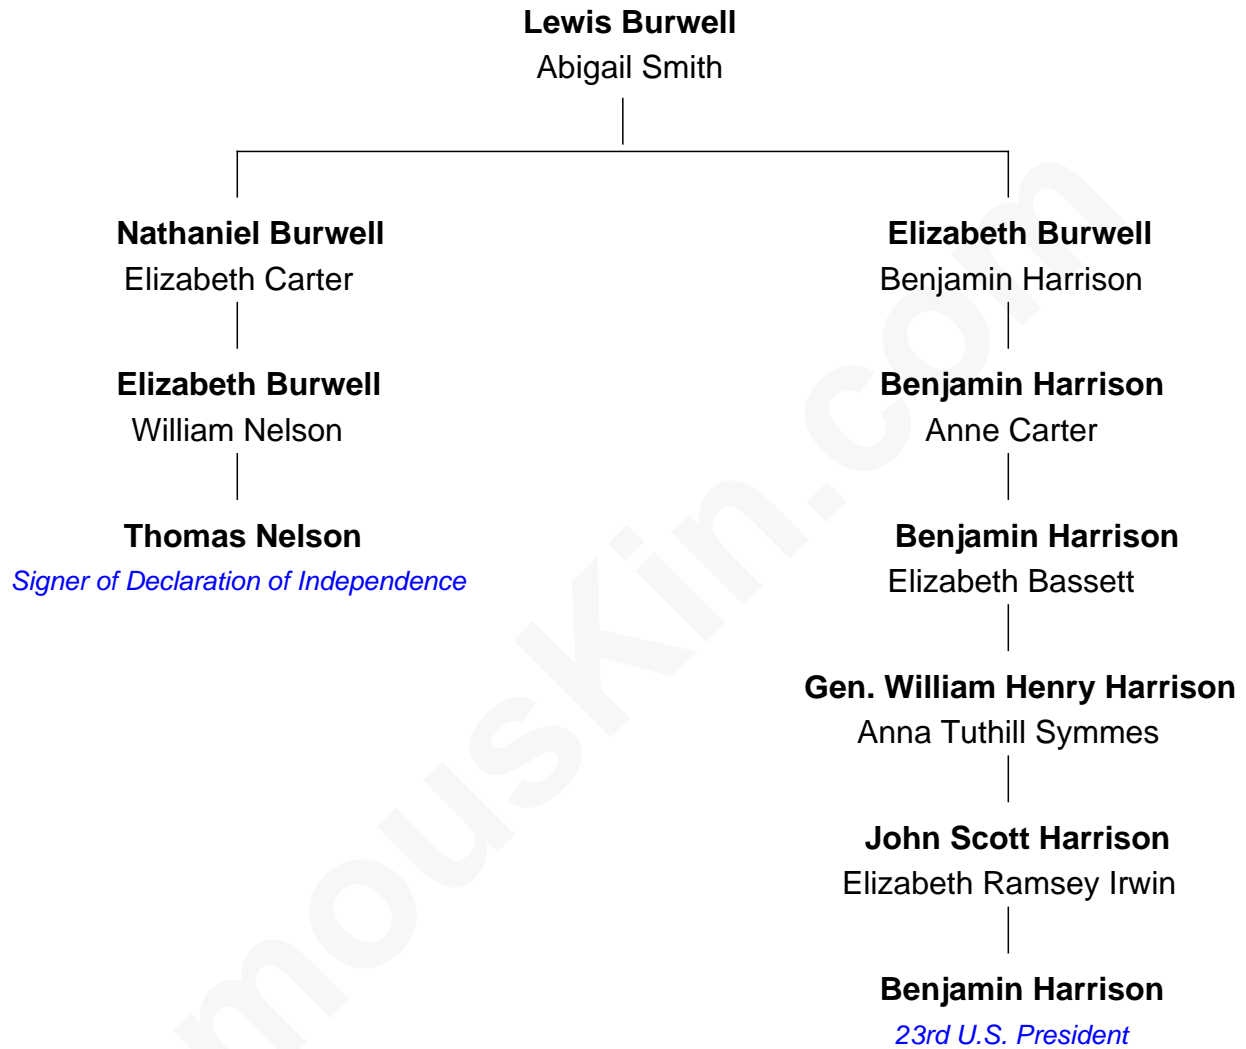 Lewis Burwell
Abigail Smith
Nathaniel Burwell
Elizabeth Carter
Elizabeth Burwell
William Nelson
Thomas Nelson
Signer of Declaration of Independence
Elizabeth Burwell
Benjamin Harrison
Benjamin Harrison
Anne Carter
Benjamin Harrison
Elizabeth Bassett
Gen. William Henry Harrison
Anna Tuthill Symmes
John Scott Harrison
Elizabeth Ramsey Irwin
Benjamin Harrison
23rd U.S. President
mouskin.com